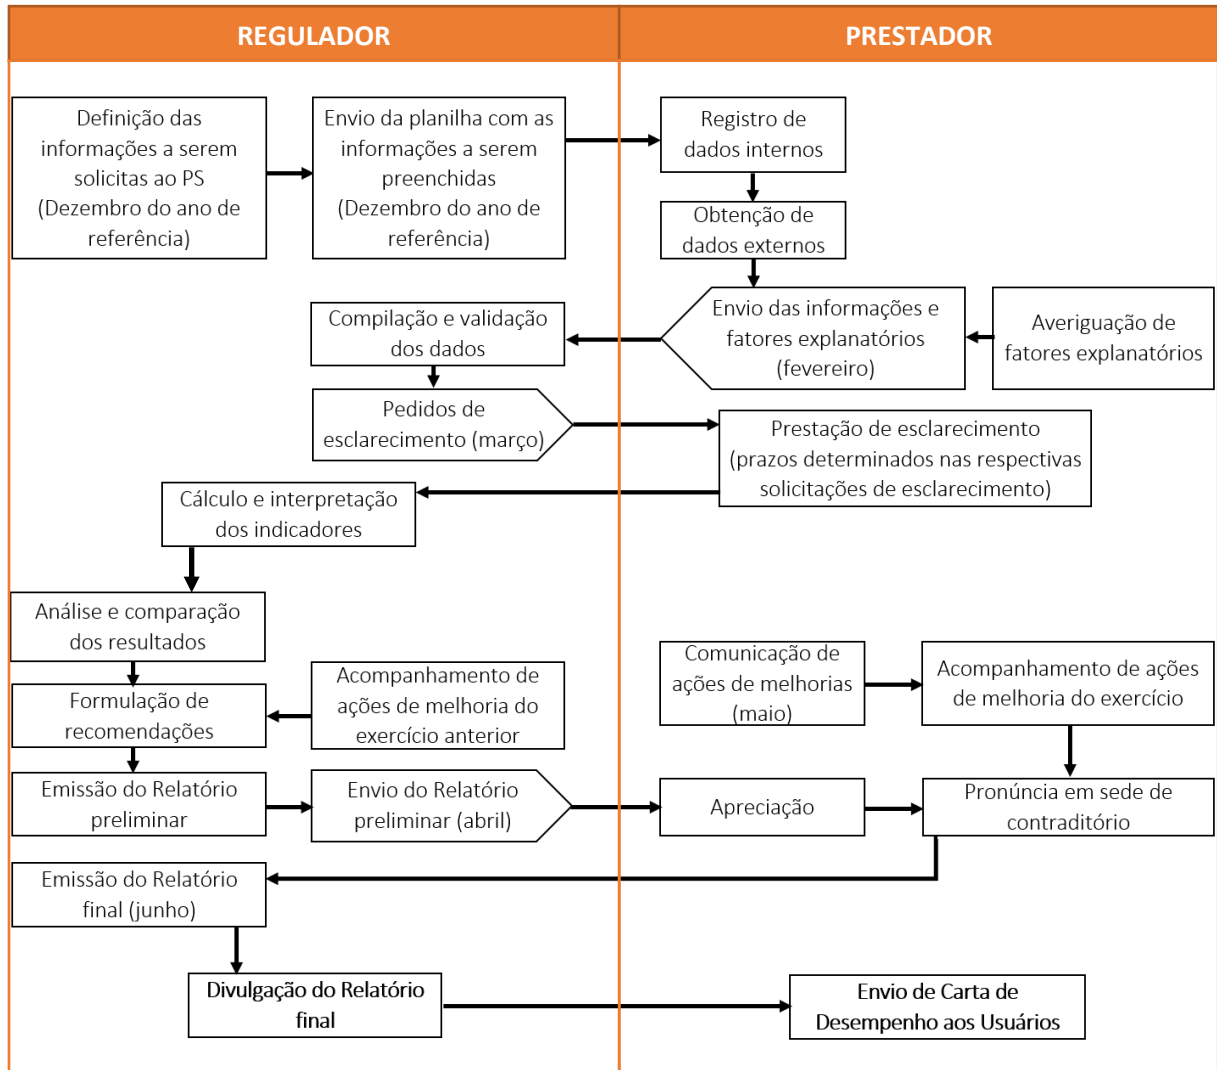 REGULADOR
PRESTADOR
Definição das
informações a serem
solicitas ao PS
(Dezembro do ano de
referência)
Envio da planilha com as
informações a serem
preenchidas
(Dezembro do ano de
referência)
Registro de
dados internos
Obtenção de
dados externos
Envio das informações e
fatores explanatórios
(fevereiro)
Averiguação de
fatores explanatórios
Compilação e validação
dos dados
Pedidos de
esclarecimento (março)
Prestação de esclarecimento
(prazos determinados nas respectivas
solicitações de esclarecimento)
Cálculo e interpretação
dos indicadores
Análise e comparação
dos resultados
Formulação de
recomendações
Acompanhamento de
ações de melhoria do
exercício anterior
Comunicação de
ações de melhorias
(maio)
Acompanhamento de ações
de melhoria do exercício
Emissão do Relatório
preliminar
Envio do Relatório
preliminar (abril)
Apreciação
Pronúncia em sede de
contraditório
Emissão do Relatório
final (junho)
Divulgação do Relatório
final
Envio de Carta de
Desempenho aos Usuários